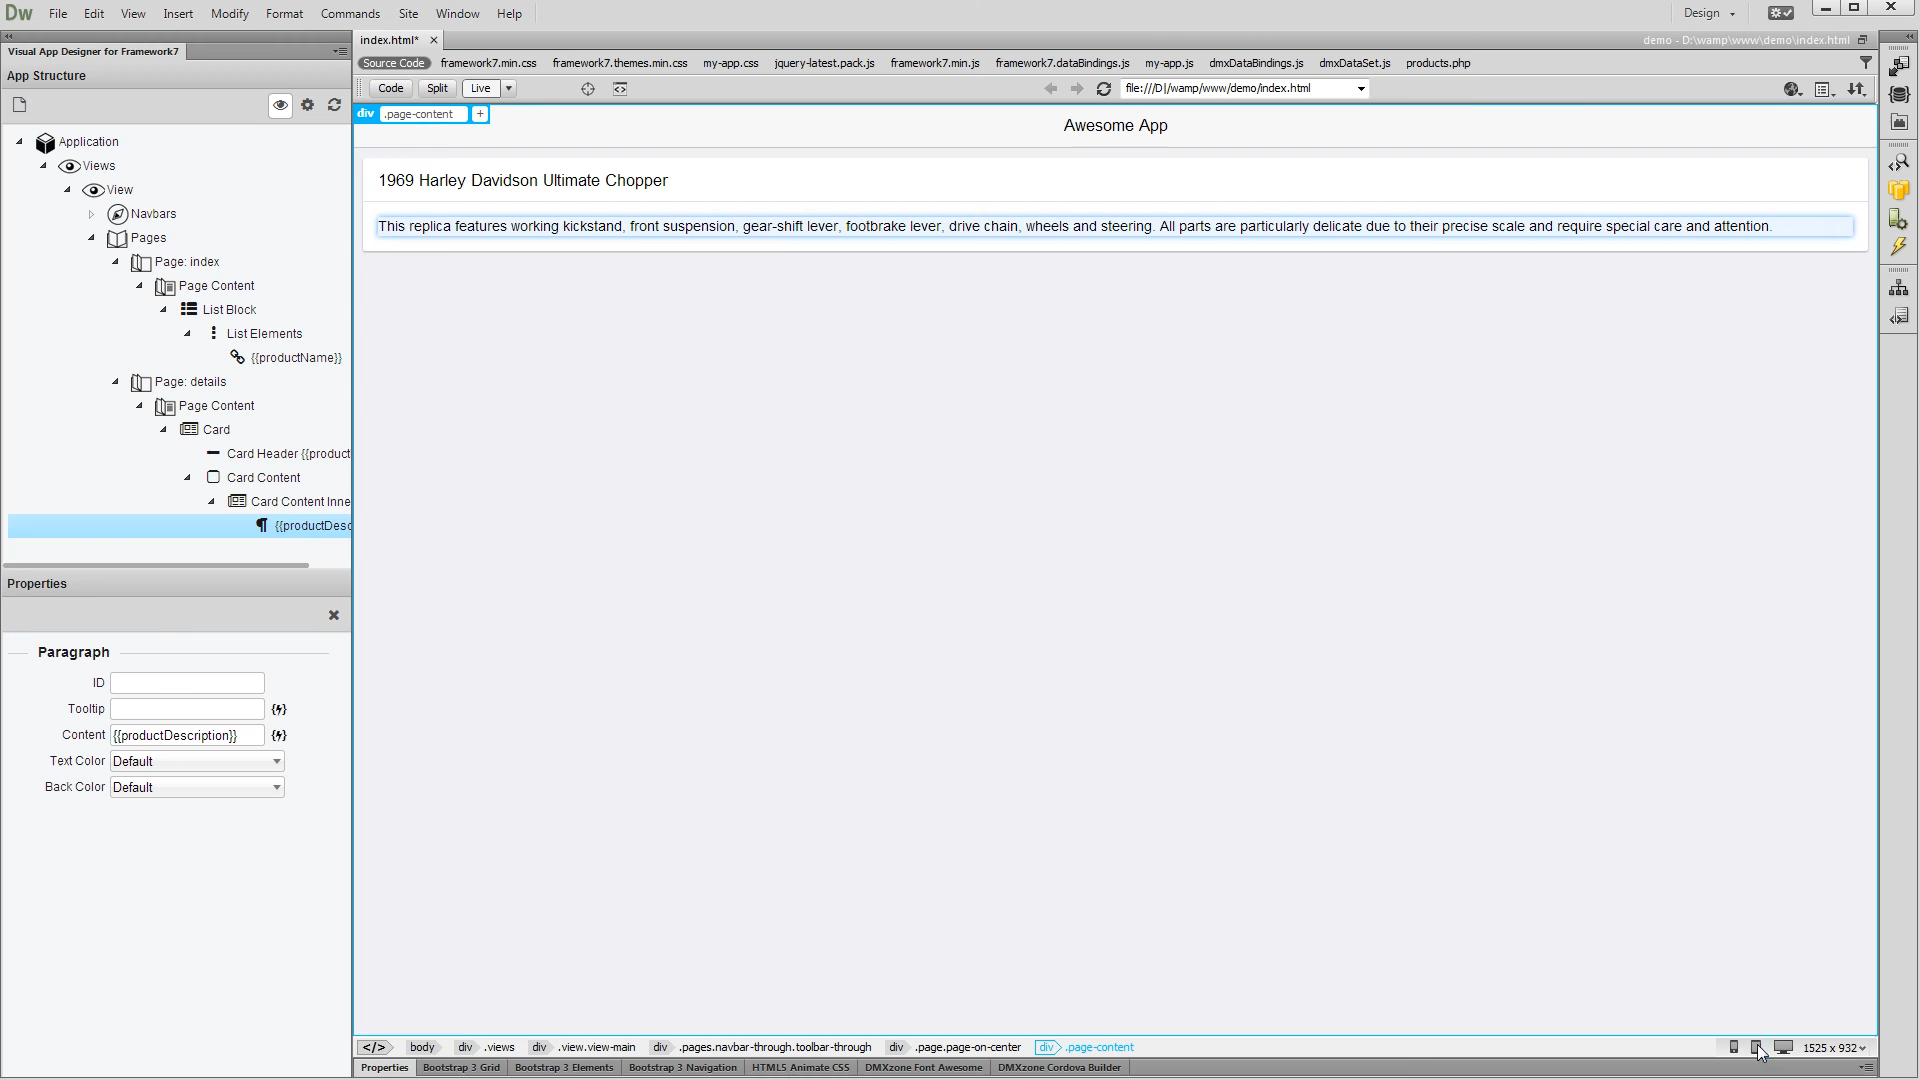 Dw File Edit View Insert Modify Format Commands Site Window Help Design
Visual App Designer for Framework7
index.html*
demo - D:\wamp\www\demo\index.html
App Structure
Source Code framework7.min.css framework7.themes.min.css my-app.css jquery-latest.pack.js framework7.min.js framework7.dataBindings.js my-app.js dmxDataBindings.js dmxDataSet.js products.php
Code Split Live file:///D|/wamp/www/demo/index.html
div .page-content +
Awesome App
Application
Views
View
Navbars
Pages
Page: index
Page Content
List Block
List Elements
{{productName}}
Page: details
Page Content
Card
Card Header {{product
Card Content
Card Content Inne
{{productDesc
1969 Harley Davidson Ultimate Chopper
This replica features working kickstand, front suspension, gear-shift lever, footbrake lever, drive chain, wheels and steering. All parts are particularly delicate due to their precise scale and require special care and attention.
Properties
Paragraph
ID
Tooltip
Content {{productDescription}}
Text Color Default
Back Color Default
</> body div .views div .view.view-main div .pages.navbar-through.toolbar-through div .page.page-on-center div .page-content 1525 x 932
Properties Bootstrap 3 Grid Bootstrap 3 Elements Bootstrap 3 Navigation HTML5 Animate CSS DMXzone Font Awesome DMXzone Cordova Builder